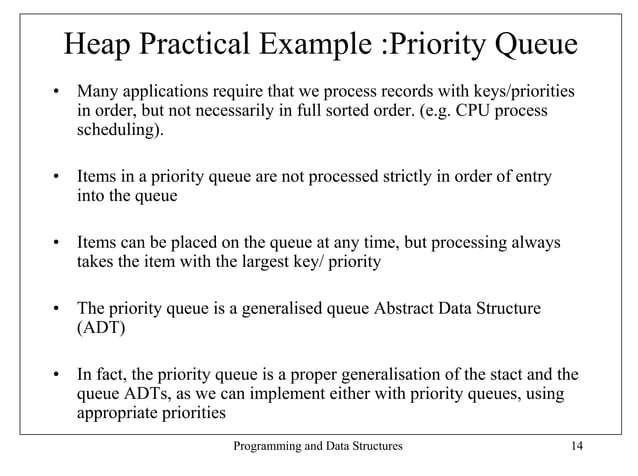 Heap Practical Example :Priority Queue
• Many applications require that we process records with keys/priorities
in order, but not necessarily in full sorted order. (e.g. CPU process
scheduling).
• Items in a priority queue are not processed strictly in order of entry
into the queue
• Items can be placed on the queue at any time, but processing always
takes the item with the largest key/ priority
• The priority queue is a generalised queue Abstract Data Structure
(ADT)
• In fact, the priority queue is a proper generalisation of the stact and the
queue ADTs, as we can implement either with priority queues, using
appropriate priorities
Programming and Data Structures
14